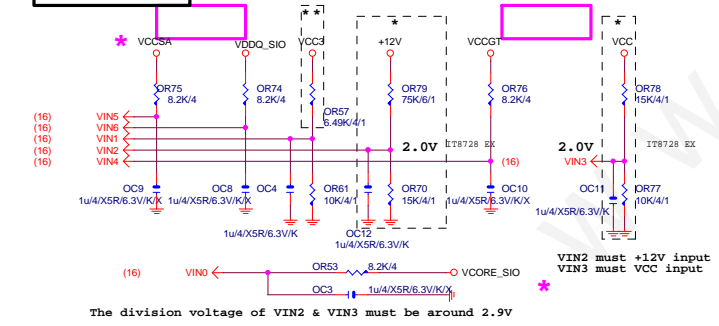 * *
*
*
* VCCSA
VDDQ_SIO
VCC3
+12V
VCCGT
VCC
OR75
8.2K/4
OR74
8.2K/4
OR57
6.49K/4/1
OR79
75K/6/1
OR76
8.2K/4
OR78
15K/4/1
(16) VIN5
(16) VIN6
(16) VIN1
(16) VIN2
(16) VIN4
2.0V
IT8728 EX
(16)
2.0V
VIN3
IT8728 EX
OC9
1u/4/X5R/6.3V/K/X
OC8
1u/4/X5R/6.3V/K/X
OC4
1u/4/X5R/6.3V/K
OR61
10K/4/1
OC12
1u/4/X5R/6.3V/K
OR70
15K/4/1
OC10
1u/4/X5R/6.3V/K/X
OC11
1u/4/X5R/6.3V/K
OR77
10K/4/1
VIN2 must +12V input
VIN3 must VCC input
*
(16) VIN0
OR53 8.2K/4
VCORE_SIO
OC3 1u/4/X5R/6.3V/K/X
The division voltage of VIN2 & VIN3 must be around 2.9V